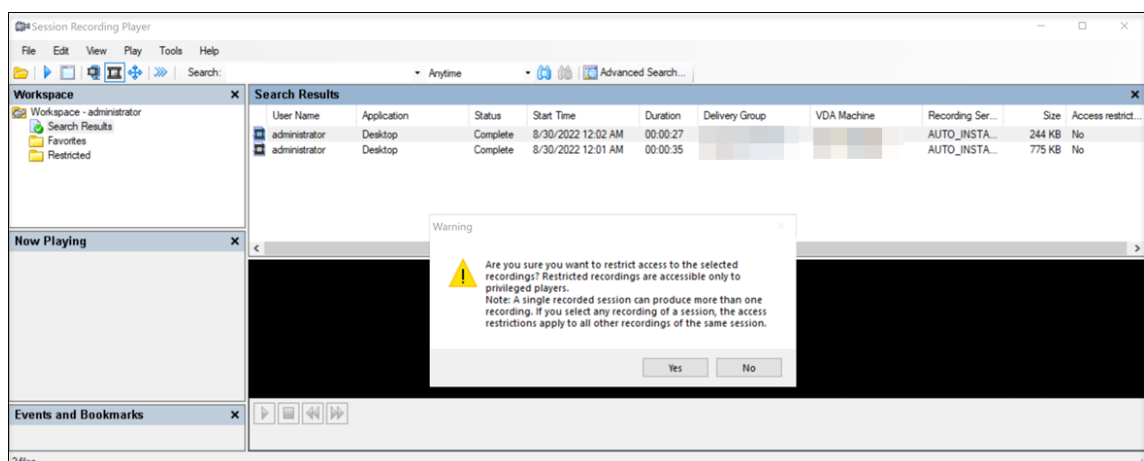 Session Recording Player
File Edit View Play Tools Help
Search: Anytime Advanced Search...
Workspace
Workspace - administrator
Search Results
Favorites
Restricted
Search Results
User Name Application Status Start Time Duration Delivery Group VDA Machine Recording Ser... Size Access restrict...
administrator Desktop Complete 8/30/2022 12:02 AM 00:00:27 AUTO_INSTA... 244 KB No
administrator Desktop Complete 8/30/2022 12:01 AM 00:00:35 AUTO_INSTA... 775 KB No
Now Playing
Warning
Are you sure you want to restrict access to the selected
recordings? Restricted recordings are accessible only to
privileged players.
Note: A single recorded session can produce more than one
recording. If you select any recording of a session, the access
restrictions apply to all other recordings of the same session.
Yes No
Events and Bookmarks